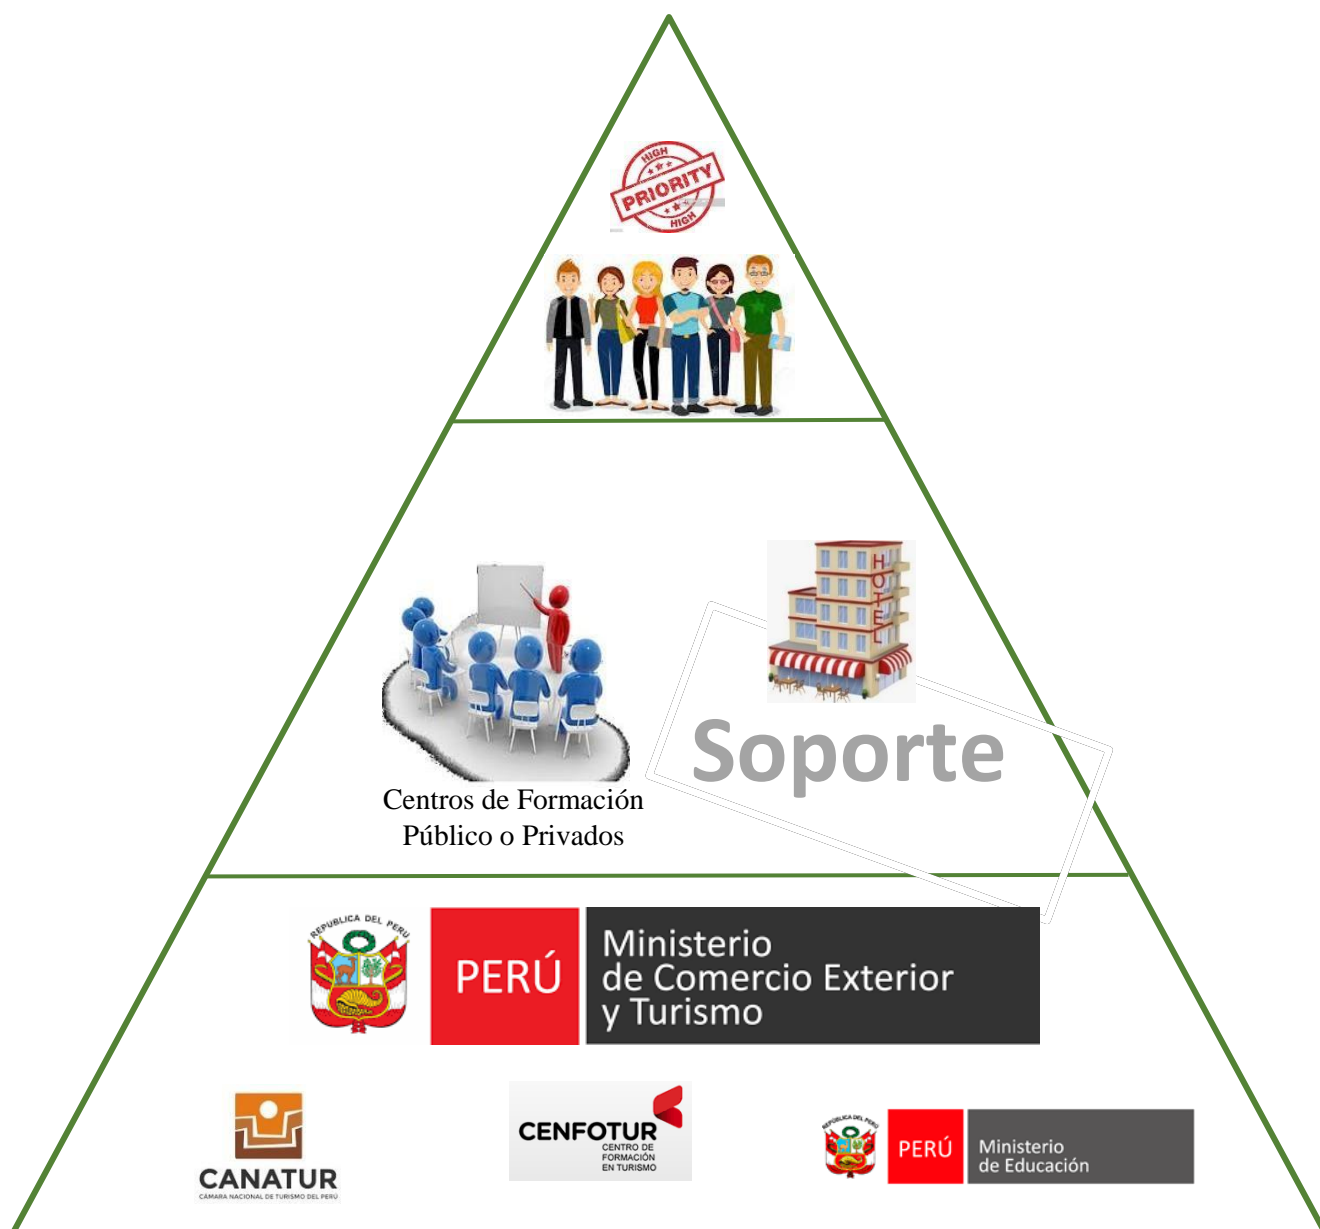 HIGH
PRIORITY
HIGH
HOTEL
Soporte
Centros de Formación
Público o Privados
REPUBLICA DEL PERÚ
PERÚ
Ministerio
de Comercio Exterior
y Turismo
CANATUR
CÁMARA NACIONAL DE TURISMO DEL PERÚ
CENFOTUR
CENTRO DE
FORMACIÓN
EN TURISMO
REPUBLICA DEL PERU
PERÚ
Ministerio
de Educación